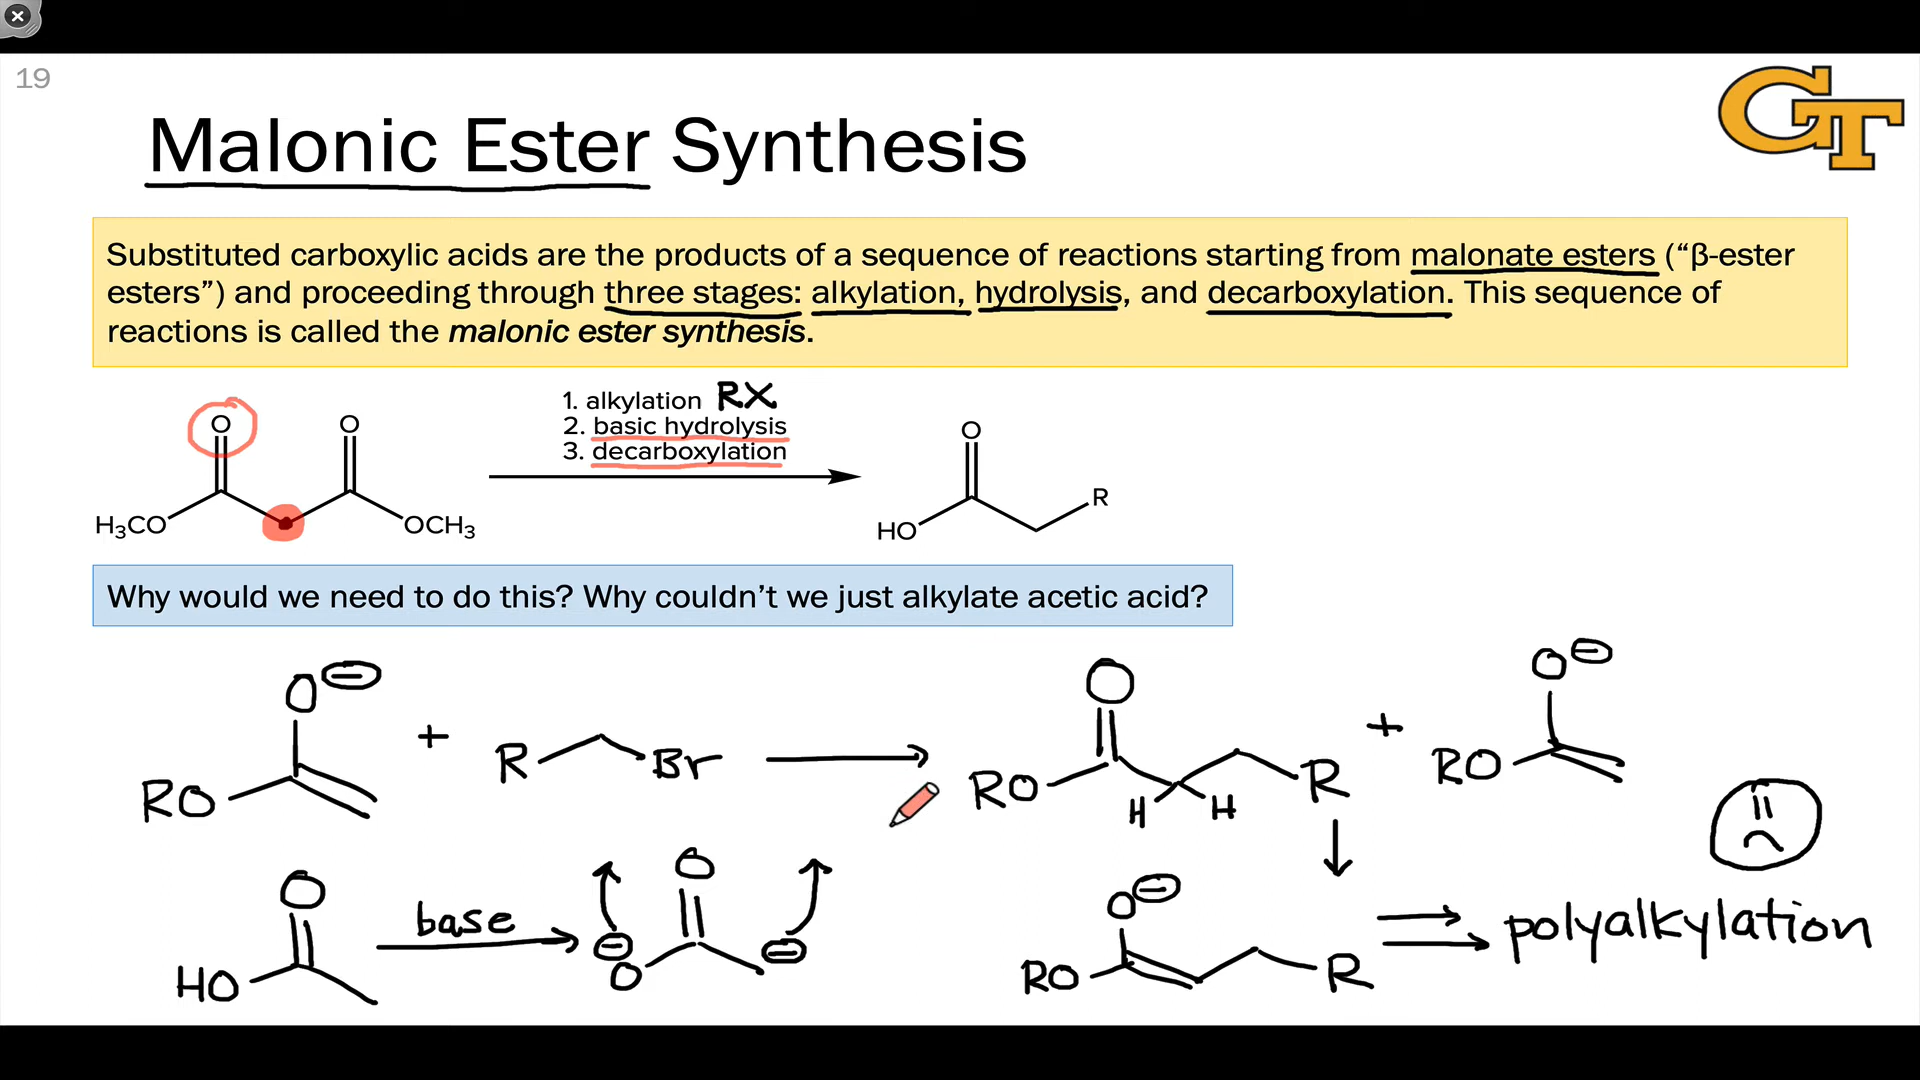 19
GT
Malonic Ester Synthesis
Substituted carboxylic acids are the products of a sequence of reactions starting from malonate esters (“β-ester
esters”) and proceeding through three stages: alkylation, hydrolysis, and decarboxylation. This sequence of
reactions is called the malonic ester synthesis.
1. alkylation RX
2. basic hydrolysis
3. decarboxylation
O O
H₃CO OCH₃
O
R
HO
Why would we need to do this? Why couldn’t we just alkylate acetic acid?
O⊖
RO
+
R Br
O
RO H H R
+
O⊖
RO
O
HO
base
O
⊖O ⊖
O⊖
RO R
polyalkylation